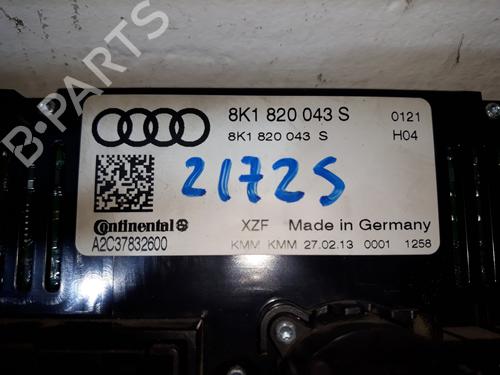 B-PARTS
8K1 820 043 S 0121
8K1 820 043 S H04
21725
Continental XZF Made in Germany
A2C37832600 KMM KMM 27.02.13 0001 1258